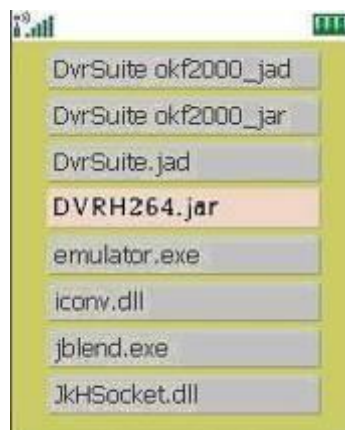 DvrSuite okf2000_jad
DvrSuite okf2000_jar
DvrSuite.jad
DVRH264.jar
emulator.exe
iconv.dll
jblend.exe
JkHSocket.dll